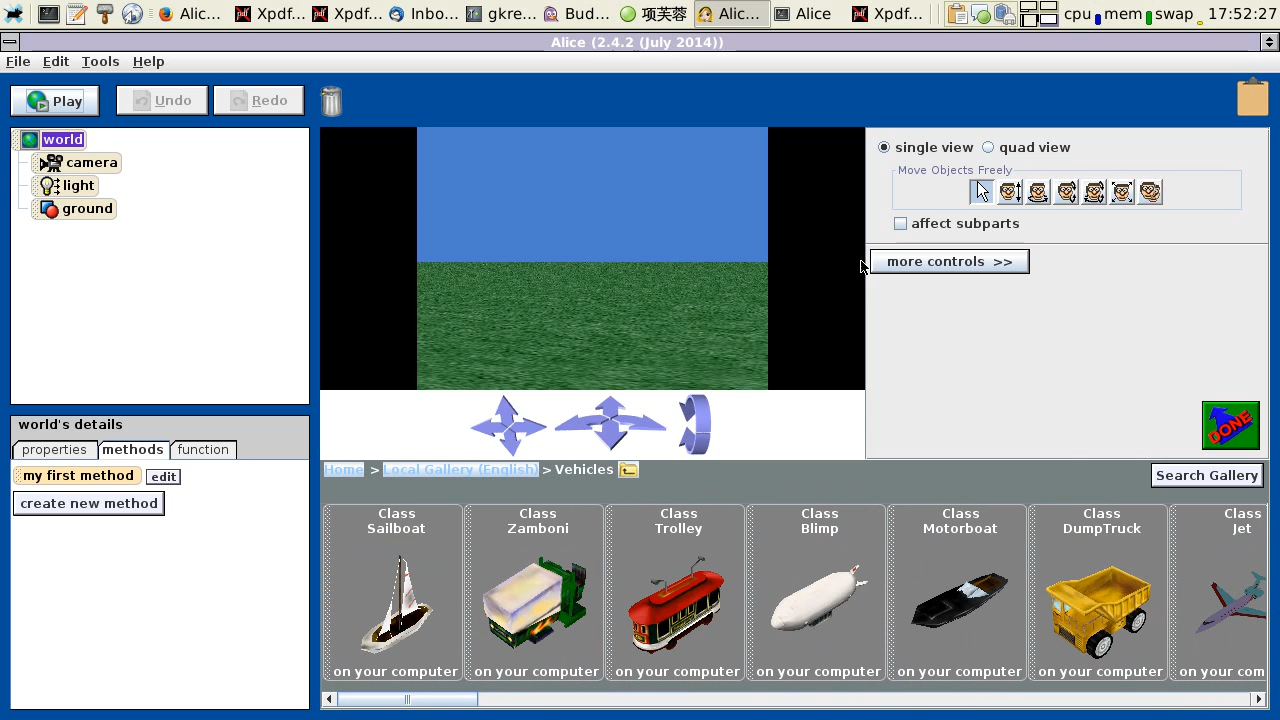 Alic...
Xpdf...
Xpdf...
Inbo...
gkte...
Bud...
项芙蓉
Alic...
Alice
Xpdf...
cpu
mem
swap
17:52:27
Alice (2.4.2 (July 2014))
File Edit Tools Help
Play
Undo
Redo
world
camera
light
ground
single view
quad view
Move Objects Freely
affect subparts
more controls >>
DONE
world's details
properties
methods
function
my first method
edit
create new method
Home > Local Gallery (English) > Vehicles
Search Gallery
Class
Sailboat
on your computer
Class
Zamboni
on your computer
Class
Trolley
on your computer
Class
Blimp
on your computer
Class
Motorboat
on your computer
Class
DumpTruck
on your computer
Class
Jet
on your com